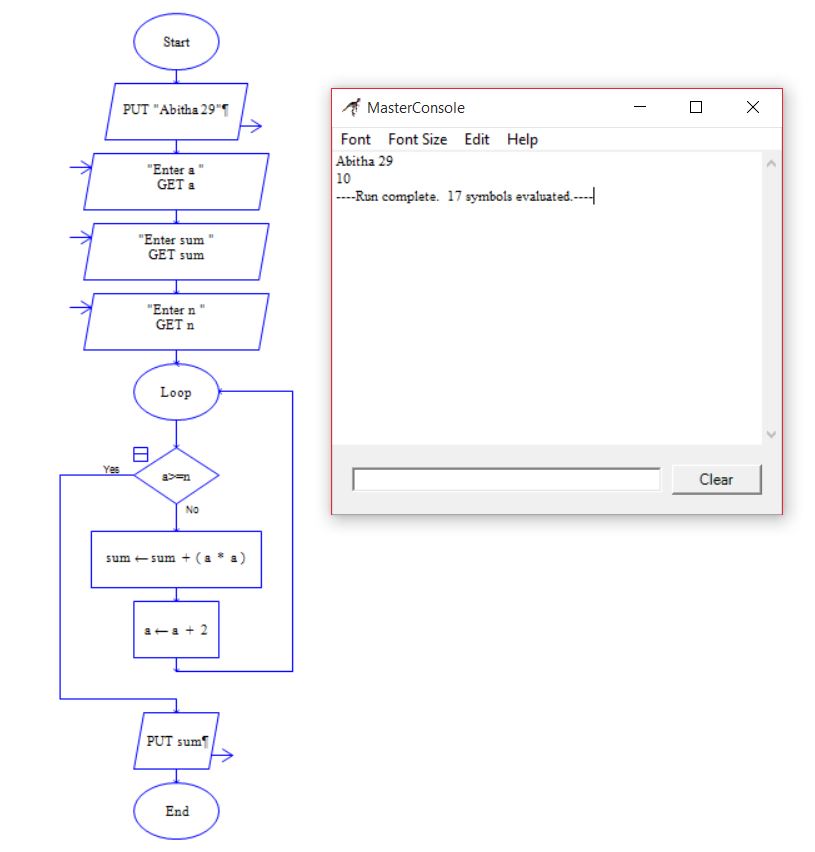 Start
PUT "Abitha 29"¶
"Enter a "
GET a
"Enter sum "
GET sum
"Enter n "
GET n
Loop
Yes
a>=n
No
sum ← sum + ( a * a )
a ← a + 2
PUT sum¶
End
MasterConsole
Font Font Size Edit Help
Abitha 29
10
----Run complete. 17 symbols evaluated.----
Clear